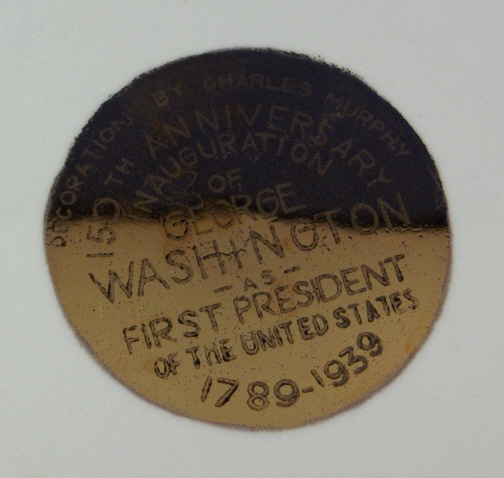 DECORATION BY CHARLES MURPHY
150TH ANNIVERSARY
INAUGURATION
OF
GEORGE
WASHINGTON
- AS -
FIRST PRESIDENT
OF THE UNITED STATES
1789-1939